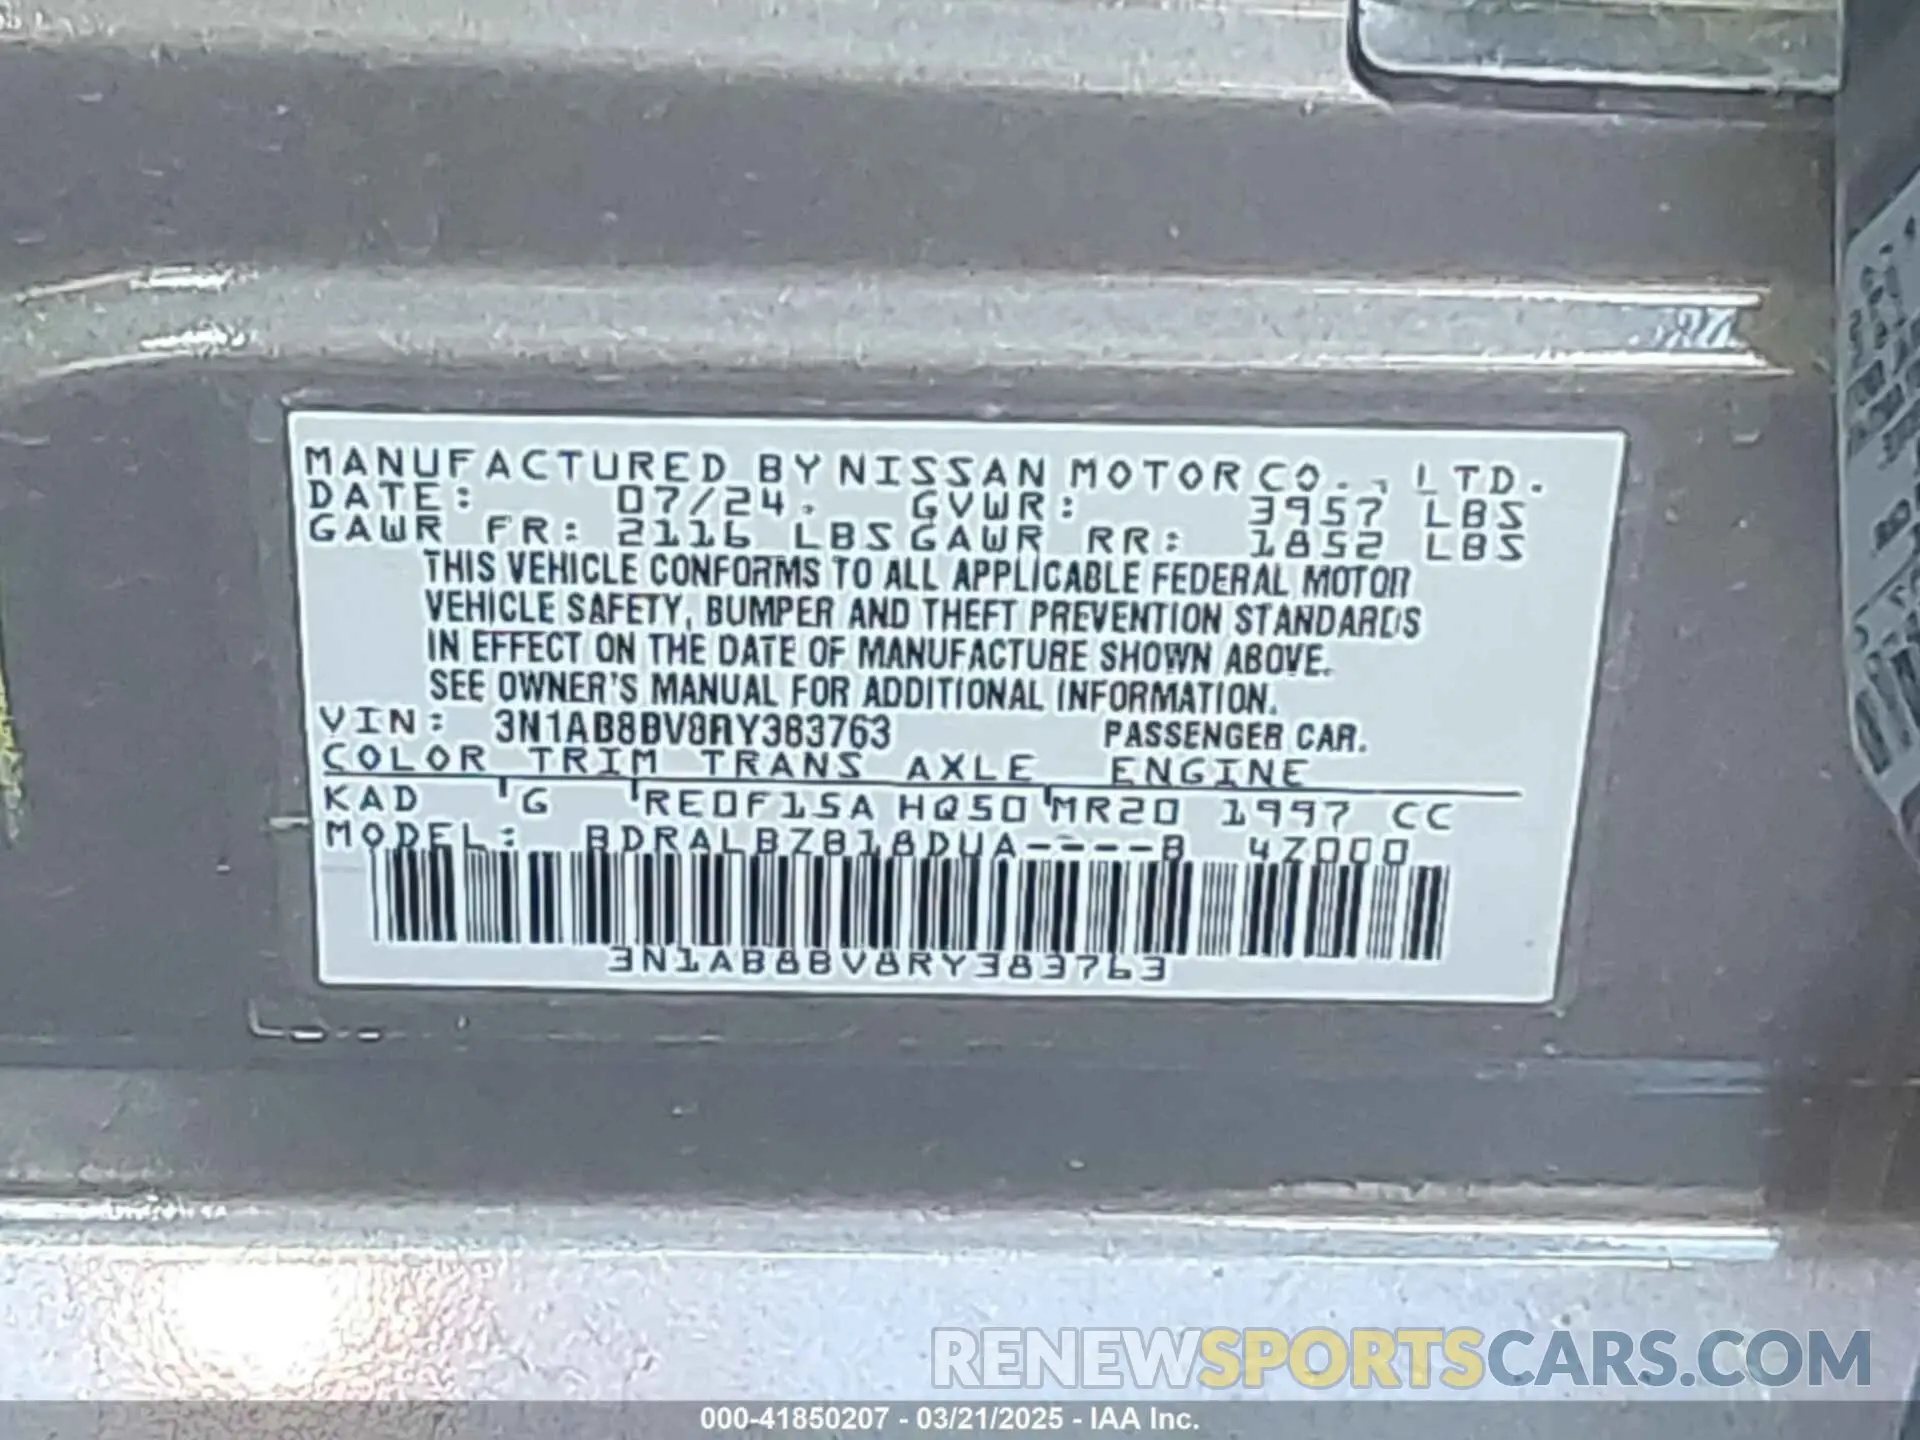 MANUFACTURED BY NISSAN MOTOR CO., LTD.
DATE: 07/24. GVWR: 3957 LBS
GAWR FR: 2116 LBS GAWR RR: 1852 LBS
THIS VEHICLE CONFORMS TO ALL APPLICABLE FEDERAL MOTOR
VEHICLE SAFETY, BUMPER AND THEFT PREVENTION STANDARDS
IN EFFECT ON THE DATE OF MANUFACTURE SHOWN ABOVE.
SEE OWNER'S MANUAL FOR ADDITIONAL INFORMATION.
VIN: 3N1AB8BV8RY383763 PASSENGER CAR.
COLOR TRIM TRANS AXLE ENGINE
KAD G RE0F15A HQ50 MR20 1997 CC
MODEL: BDRALBZB18DUA----B 4Z000
3N1AB8BV8RY383763
RENEWSPORTSCARS.COM
000-41850207 - 03/21/2025 - IAA Inc.